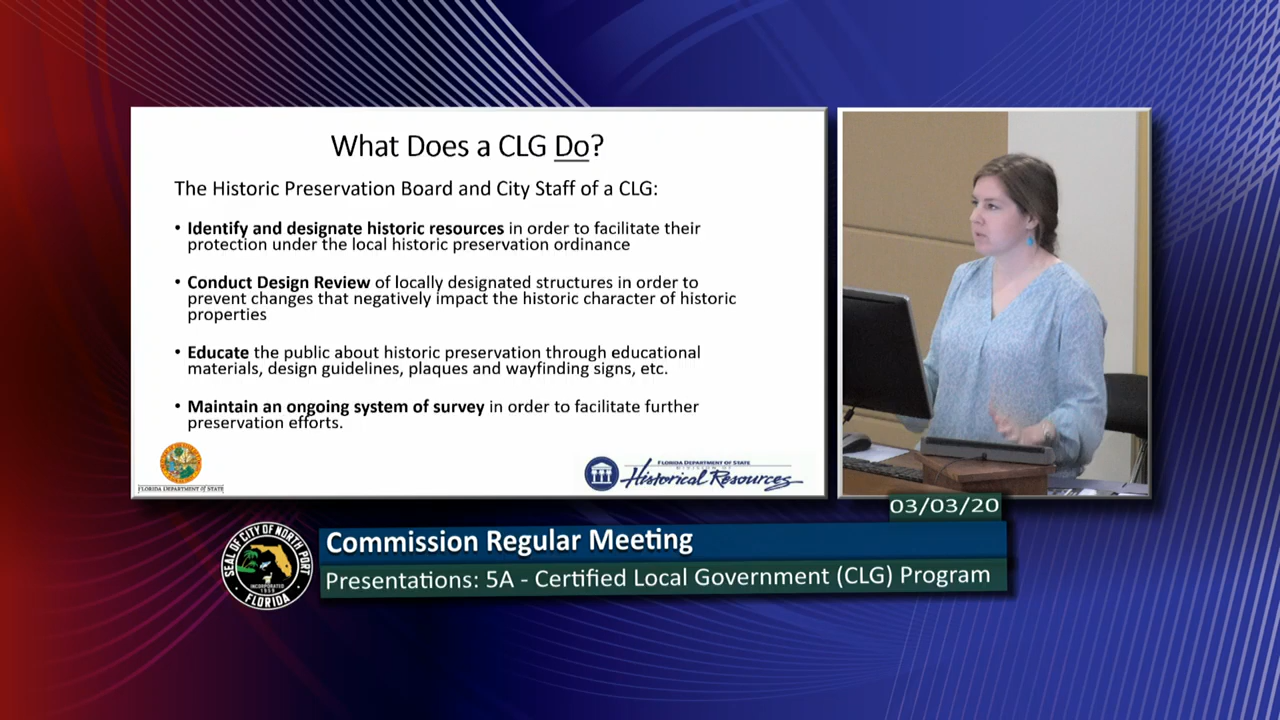 What Does a CLG Do?
The Historic Preservation Board and City Staff of a CLG:
• Identify and designate historic resources in order to facilitate their
protection under the local historic preservation ordinance
• Conduct Design Review of locally designated structures in order to
prevent changes that negatively impact the historic character of historic
properties
• Educate the public about historic preservation through educational
materials, design guidelines, plaques and wayfinding signs, etc.
• Maintain an ongoing system of survey in order to facilitate further
preservation efforts.
FLORIDA DEPARTMENT OF STATE
FLORIDA DEPARTMENT OF STATE
DIVISION OF
Historical Resources
03/03/20
Commission Regular Meeting
Presentations: 5A - Certified Local Government (CLG) Program
SEAL OF CITY OF NORTH PORT
INCORPORATED
1959
FLORIDA